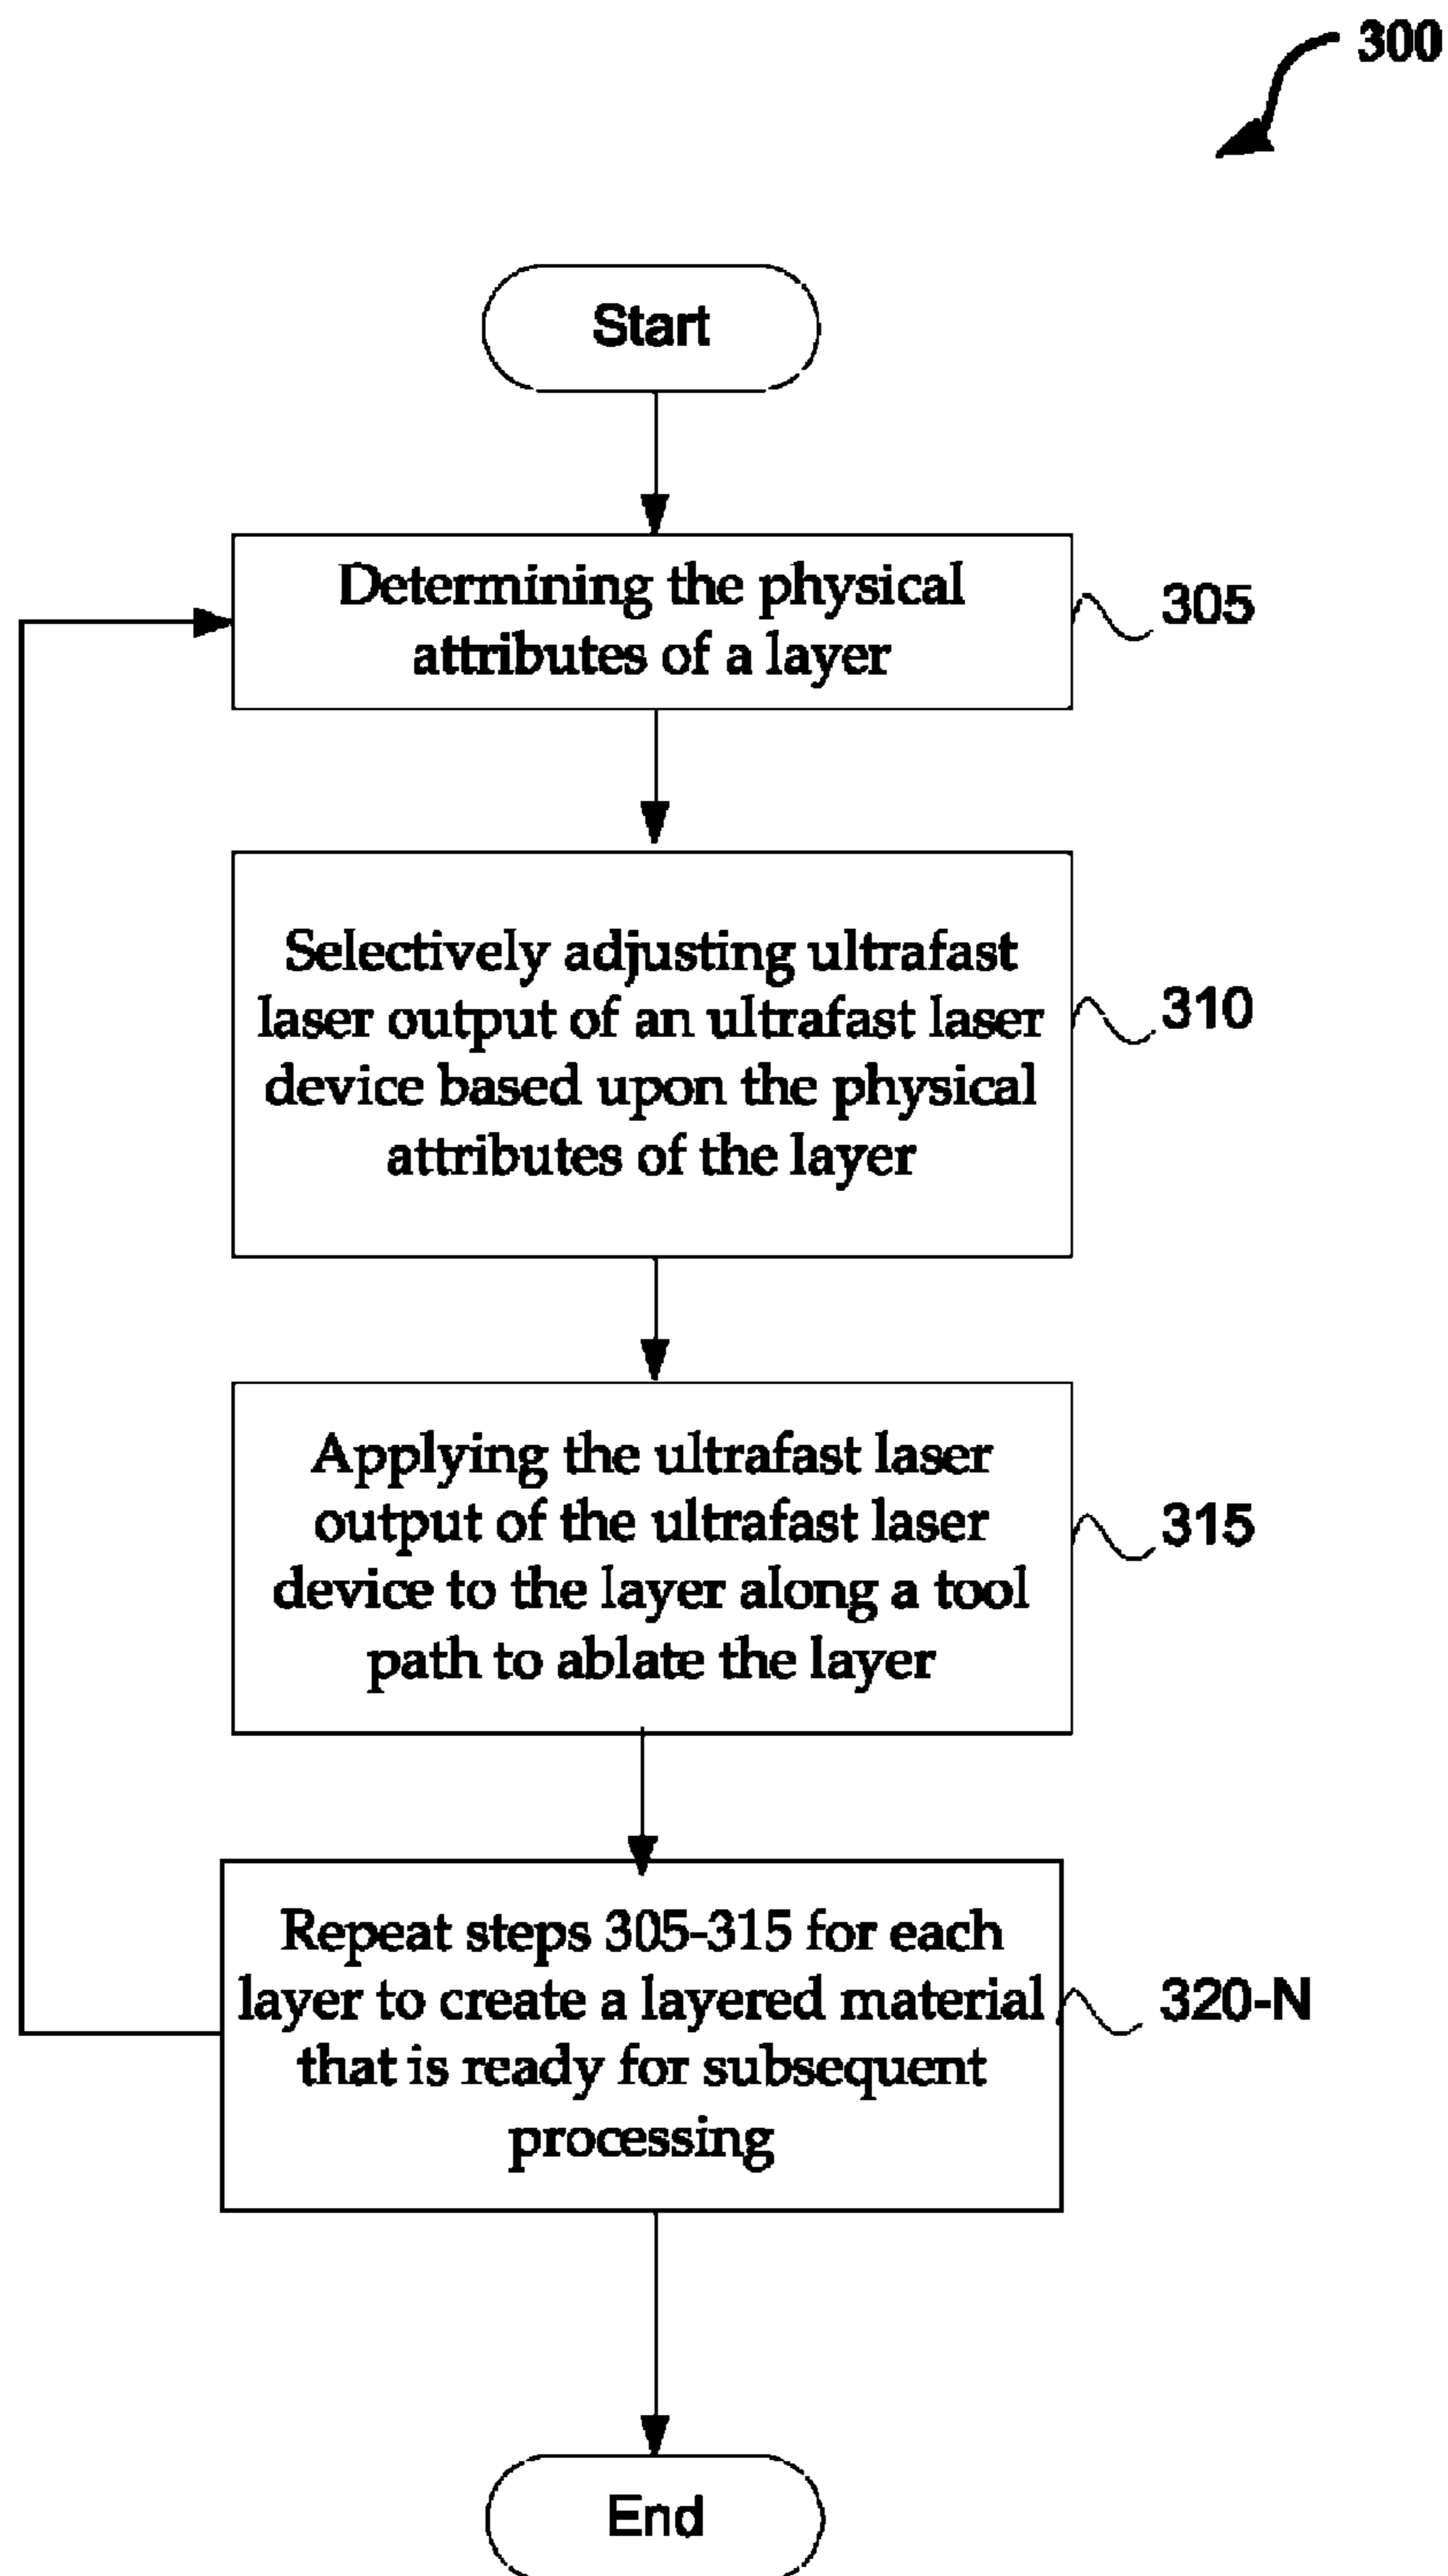 300
Start
Determining the physical
attributes of a layer
305
Selectively adjusting ultrafast
laser output of an ultrafast laser
device based upon the physical
attributes of the layer
310
Applying the ultrafast laser
output of the ultrafast laser
device to the layer along a tool
path to ablate the layer
315
Repeat steps 305-315 for each
layer to create a layered material
that is ready for subsequent
processing
320-N
End